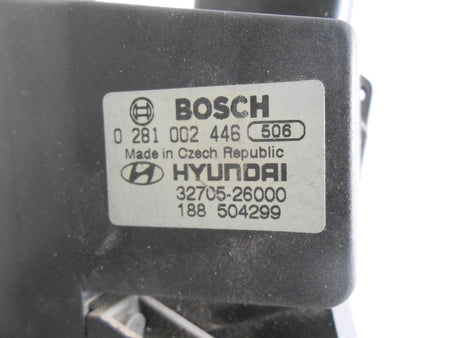 BOSCH
0 281 002 446 506
Made in Czech Republic
HYUNDAI
32705-26000
188 504299